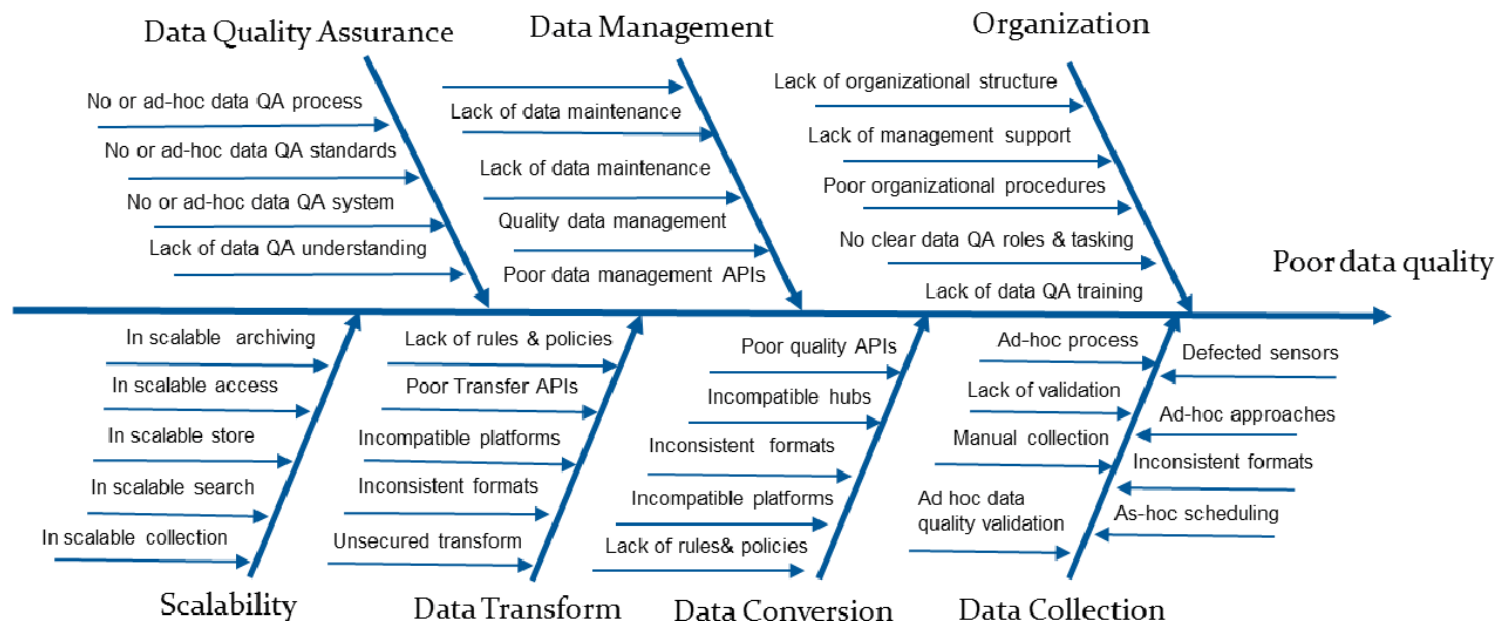 Data Quality Assurance
No or ad-hoc data QA process
No or ad-hoc data QA standards
No or ad-hoc data QA system
Lack of data QA understanding
Data Management
Lack of data maintenance
Lack of data maintenance
Quality data management
Poor data management APIs
Organization
Lack of organizational structure
Lack of management support
Poor organizational procedures
No clear data QA roles & tasking
Lack of data QA training
Poor data quality
In scalable archiving
In scalable access
In scalable store
In scalable search
In scalable collection
Scalability
Lack of rules & policies
Poor Transfer APIs
Incompatible platforms
Inconsistent formats
Unsecured transform
Data Transform
Poor quality APIs
Incompatible hubs
Inconsistent formats
Incompatible platforms
Lack of rules& policies
Data Conversion
Ad-hoc process
Lack of validation
Manual collection
Ad hoc data
quality validation
Defected sensors
Ad-hoc approaches
Inconsistent formats
As-hoc scheduling
Data Collection